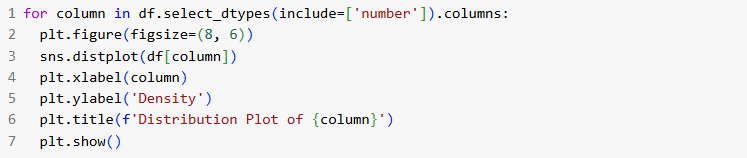 1 for column in df.select_dtypes(include=['number']).columns:
2   plt.figure(figsize=(8, 6))
3   sns.distplot(df[column])
4   plt.xlabel(column)
5   plt.ylabel('Density')
6   plt.title(f'Distribution Plot of {column}')
7   plt.show()